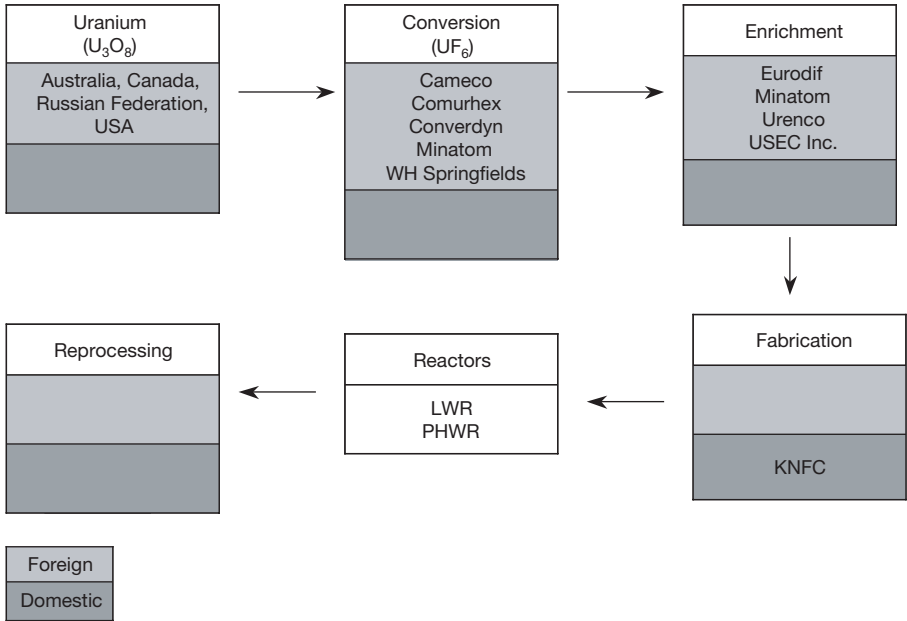 Uranium
(U₃O₈)
Australia, Canada,
Russian Federation,
USA
Conversion
(UF₆)
Cameco
Comurhex
Converdyn
Minatom
WH Springfields
Enrichment
Eurodif
Minatom
Urenco
USEC Inc.
Reprocessing
Reactors
LWR
PHWR
Fabrication
KNFC
Foreign
Domestic